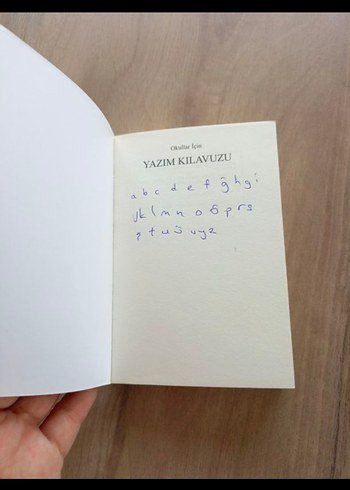 Okullar İçin
YAZIM KILAVUZU
a b c d e f ğ h g i
j k l m n o ö p r s
ş t u ü v y z